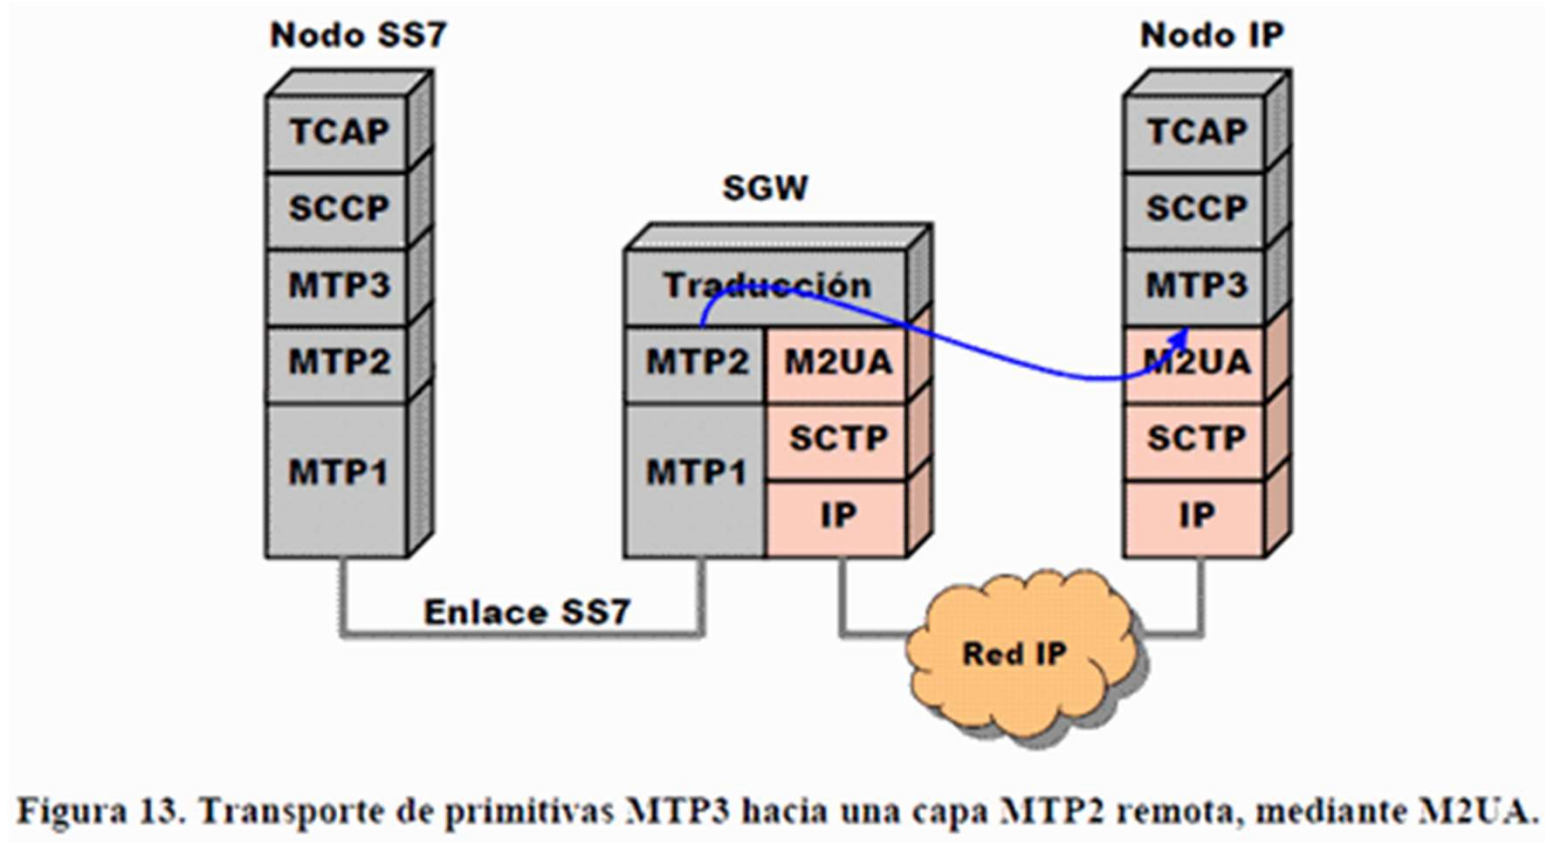 Nodo SS7
TCAP
SCCP
MTP3
MTP2
MTP1
SGW
Traducción
MTP2
M2UA
MTP1
SCTP
IP
Nodo IP
TCAP
SCCP
MTP3
M2UA
SCTP
IP
Enlace SS7
Red IP
Figura 13. Transporte de primitivas MTP3 hacia una capa MTP2 remota, mediante M2UA.